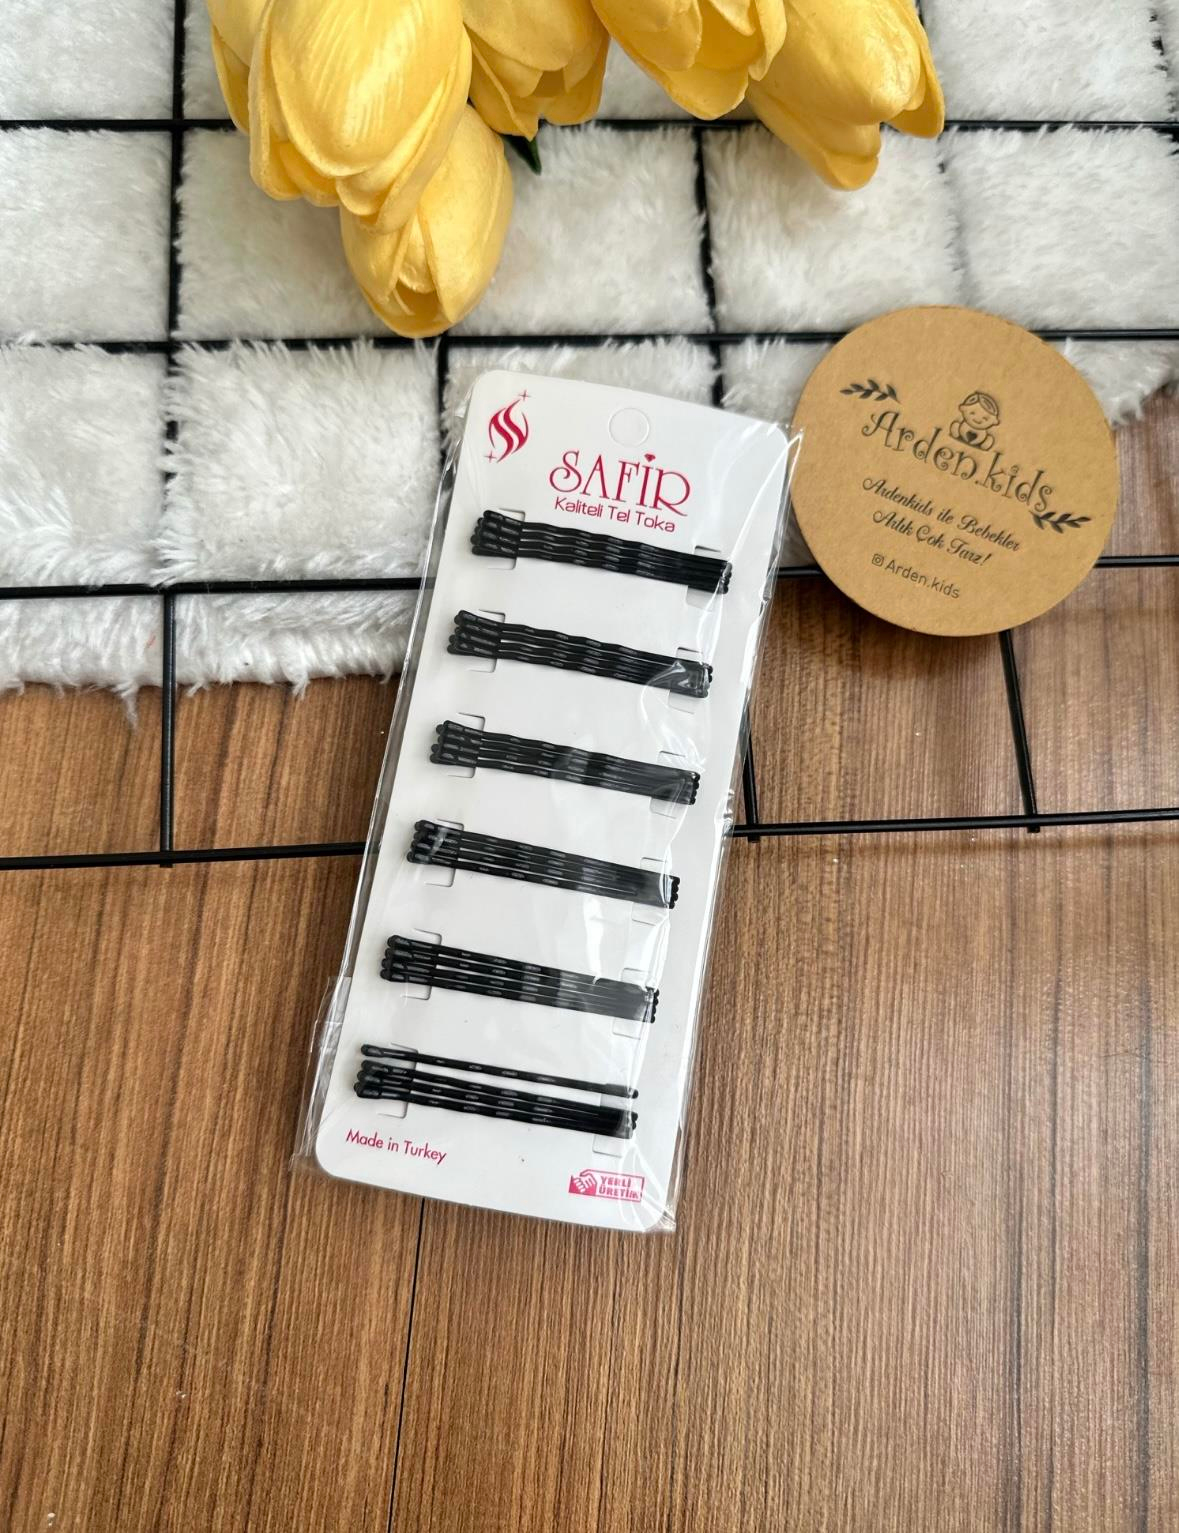 SAFİR
Kaliteli Tel Toka
Made in Turkey
YERLİ
ÜRETİM
Arden.kids
Ardenkids ile Bebekler
Artık Çok Tarz!
@Arden.kids